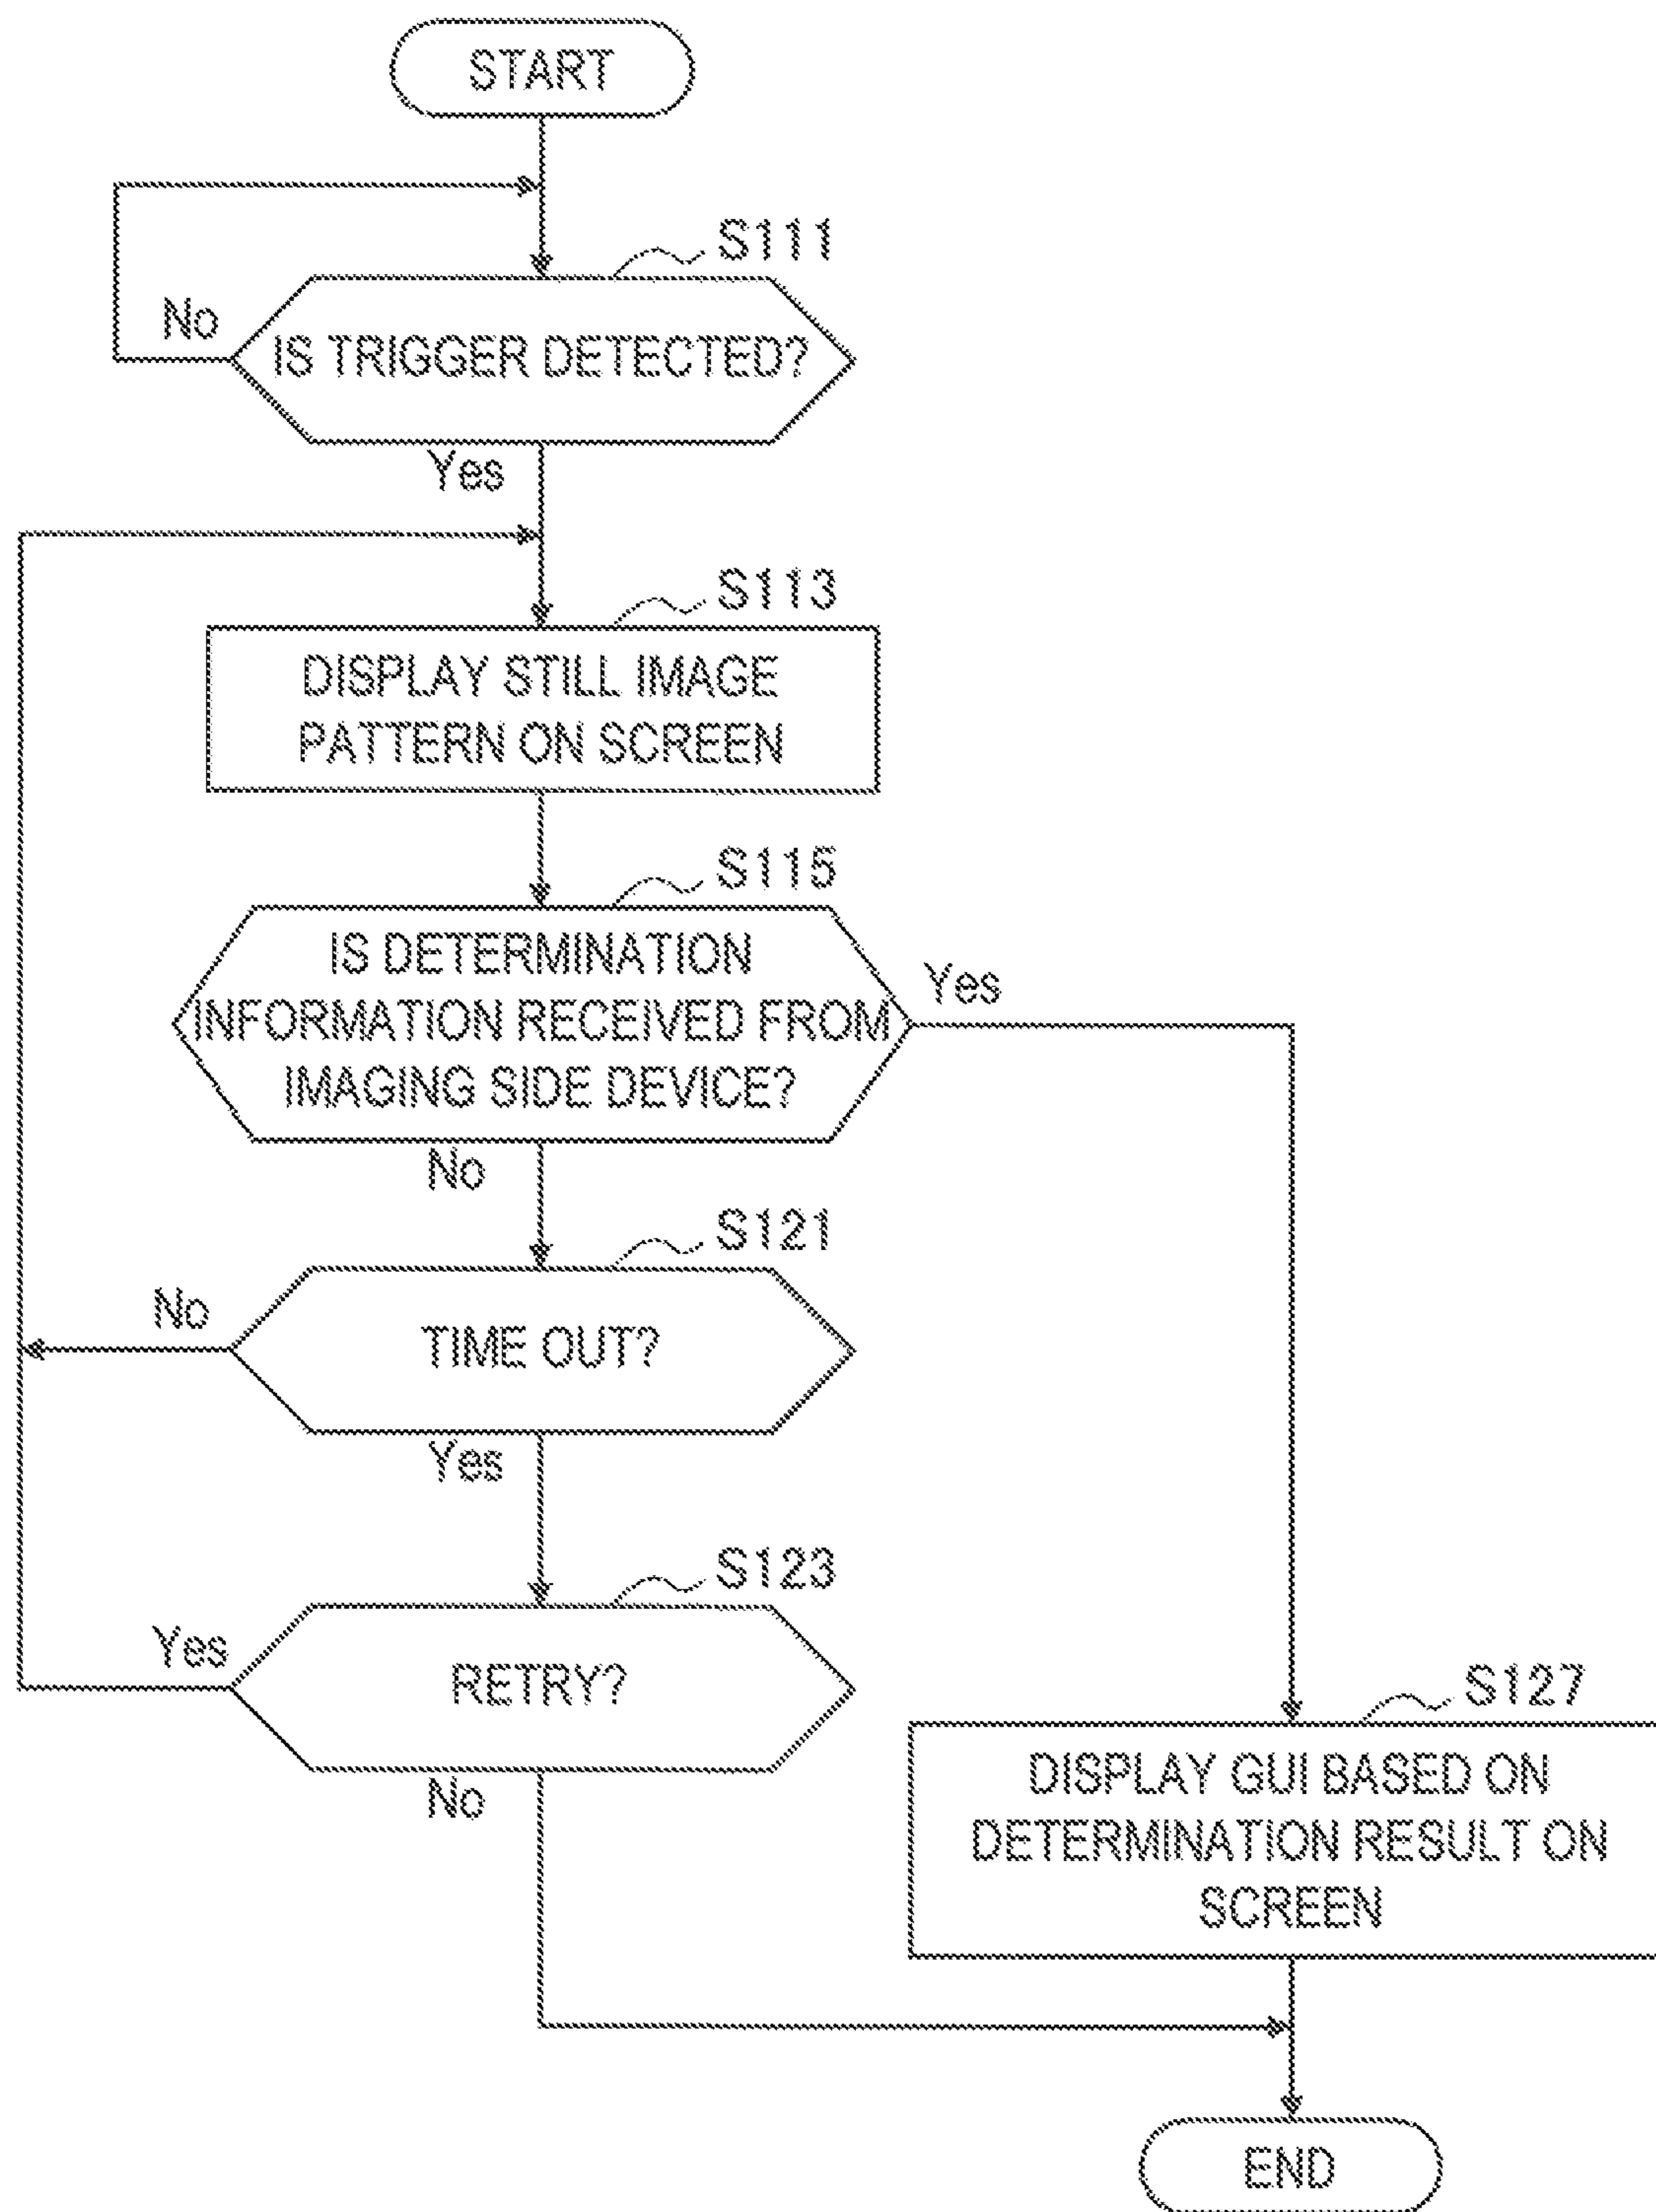 START
S111
No
IS TRIGGER DETECTED?
Yes
S113
DISPLAY STILL IMAGE
PATTERN ON SCREEN
S115
IS DETERMINATION
INFORMATION RECEIVED FROM
IMAGING SIDE DEVICE?
Yes
No
S121
No
TIME OUT?
Yes
S123
Yes
RETRY?
No
S127
DISPLAY GUI BASED ON
DETERMINATION RESULT ON
SCREEN
END